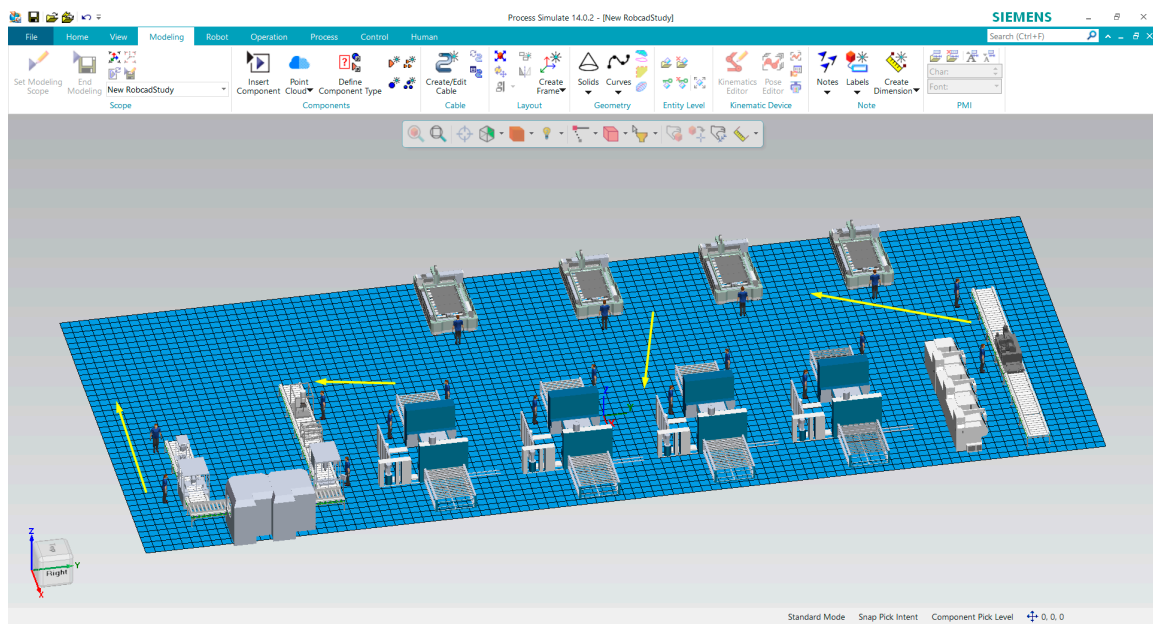 Process Simulate 14.0.2 - [New RobcadStudy]
SIEMENS
File Home View Modeling Robot Operation Process Control Human
Search (Ctrl+F)
Set Modeling Scope
End Modeling
New RobcadStudy
Scope
Insert Component
Point Cloud
Define Component Type
Components
Create/Edit Cable
Cable
Create Frame
Layout
Solids
Curves
Geometry
Entity Level
Kinematics Editor
Pose Editor
Kinematic Device
Notes
Labels
Create Dimension
Note
Char:
Font:
PMI
Z
Y
X
Right
Standard Mode Snap Pick Intent Component Pick Level 0, 0, 0